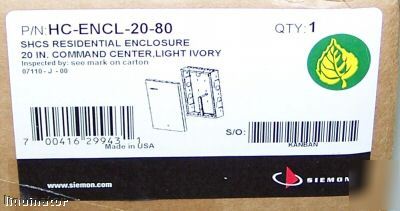 P/N: HC-ENCL-20-80 QTY: 1
SHCS RESIDENTIAL ENCLOSURE
20 IN. COMMAND CENTER, LIGHT IVORY
Inspected by: see mark on carton
07110 - J - 00
7 00416 29943 1
Made in USA
S/O:
KANBAN
www.siemon.com
SIEMON
liquinator